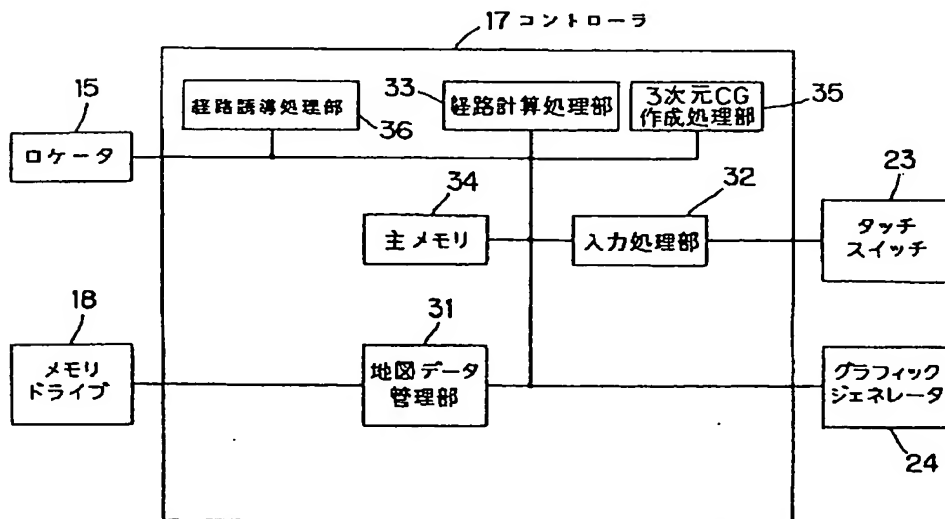 17 コントローラ
15
ロケータ
経路誘導処理部
36
33
経路計算処理部
3次元CG
作成処理部
35
34
主メモリ
32
入力処理部
23
タッチ
スイッチ
18
メモリ
ドライブ
31
地図データ
管理部
グラフィック
ジェネレータ
24